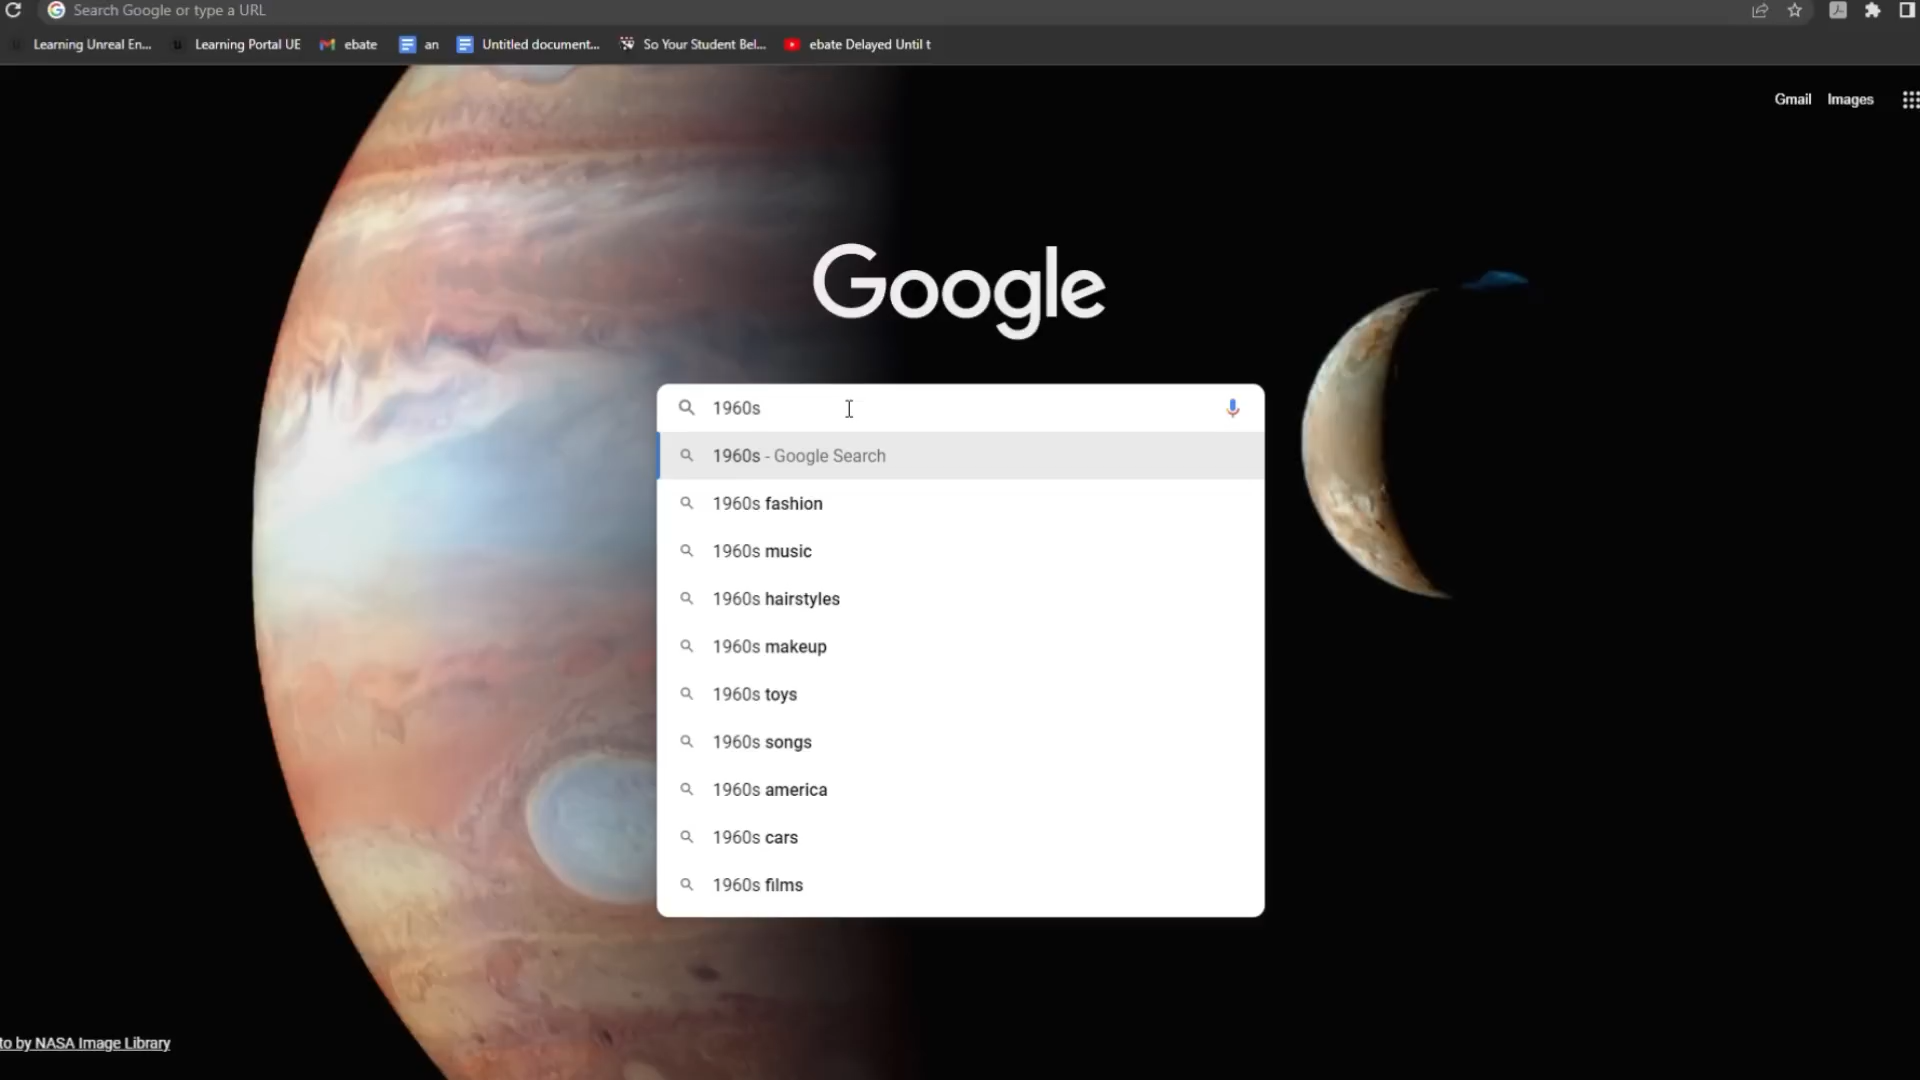 Search Google or type a URL
Learning Unreal En... Learning Portal UE ebate an Untitled document... So Your Student Bel... ebate Delayed Until t
Gmail Images
Google
1960s
1960s - Google Search
1960s fashion
1960s music
1960s hairstyles
1960s makeup
1960s toys
1960s songs
1960s america
1960s cars
1960s films
to by NASA Image Library